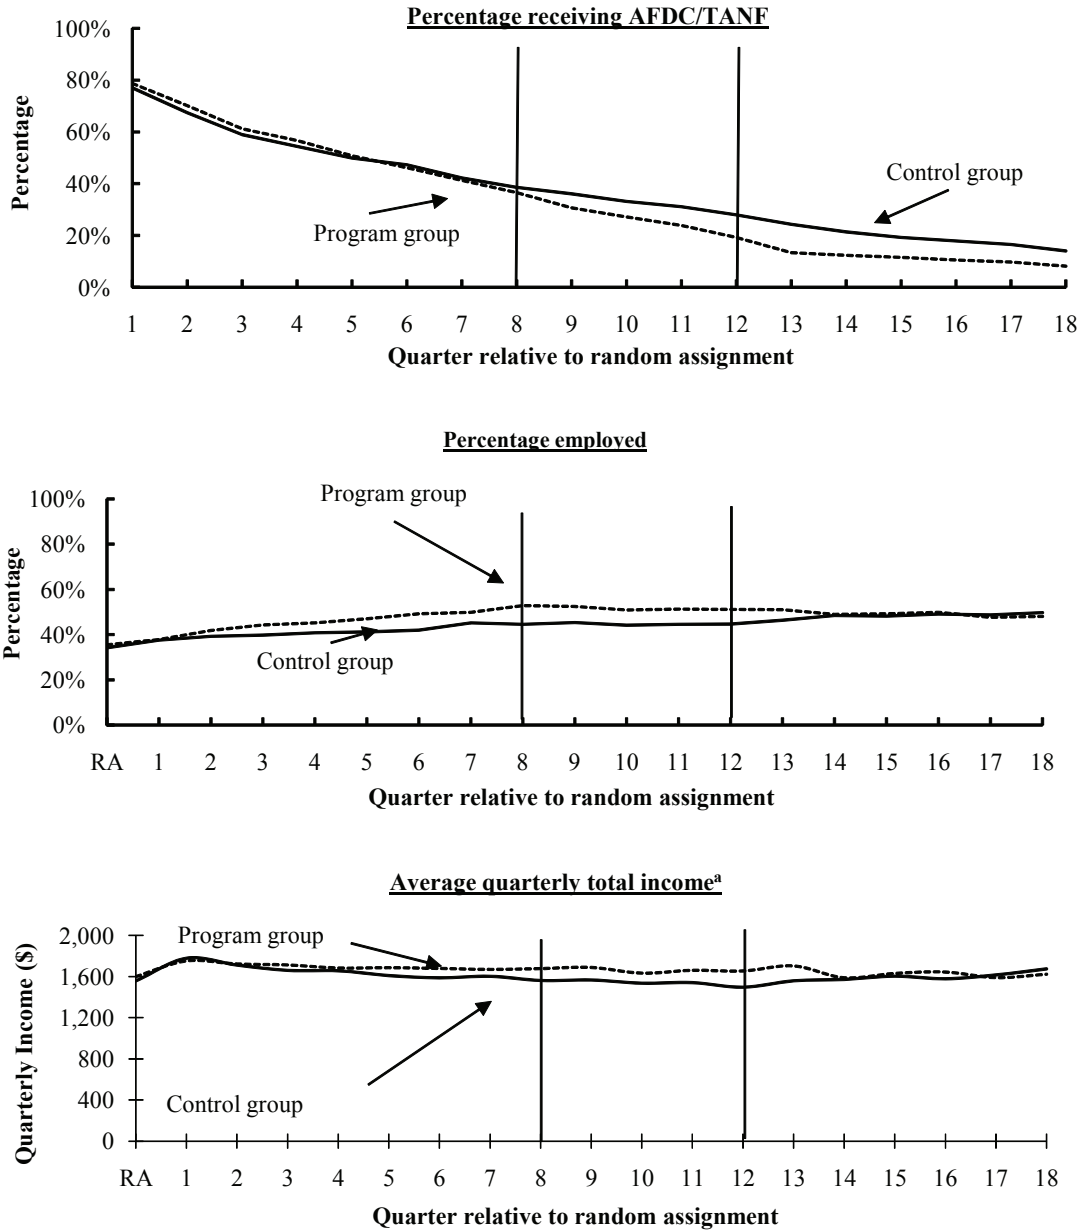 Percentage receiving AFDC/TANF
100%
80%
60%
40%
20%
0%
Percentage
Control group
Program group
1 2 3 4 5 6 7 8 9 10 11 12 13 14 15 16 17 18
Quarter relative to random assignment
Percentage employed
100%
80%
60%
40%
20%
0%
Percentage
Program group
Control group
RA 1 2 3 4 5 6 7 8 9 10 11 12 13 14 15 16 17 18
Quarter relative to random assignment
Average quarterly total incomeᵃ
2,000
1,600
1,200
800
400
0
Quarterly Income ($)
Program group
Control group
RA 1 2 3 4 5 6 7 8 9 10 11 12 13 14 15 16 17 18
Quarter relative to random assignment